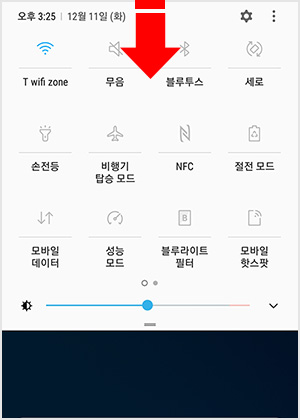 오후 3:25 12월 11일 (화)
T wifi zone 무음 블루투스 세로
손전등 비행기 탑승 모드 NFC 절전 모드
모바일 데이터 성능 모드 블루라이트 필터 모바일 핫스팟